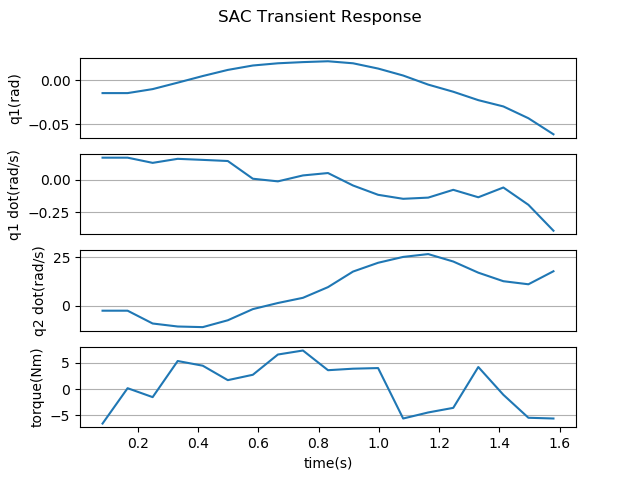 SAC Transient Response
q1(rad)
0.00
−0.05
q1 dot(rad/s)
0.00
−0.25
q2 dot(rad/s)
25
0
torque(Nm)
5
0
−5
0.2 0.4 0.6 0.8 1.0 1.2 1.4 1.6
time(s)